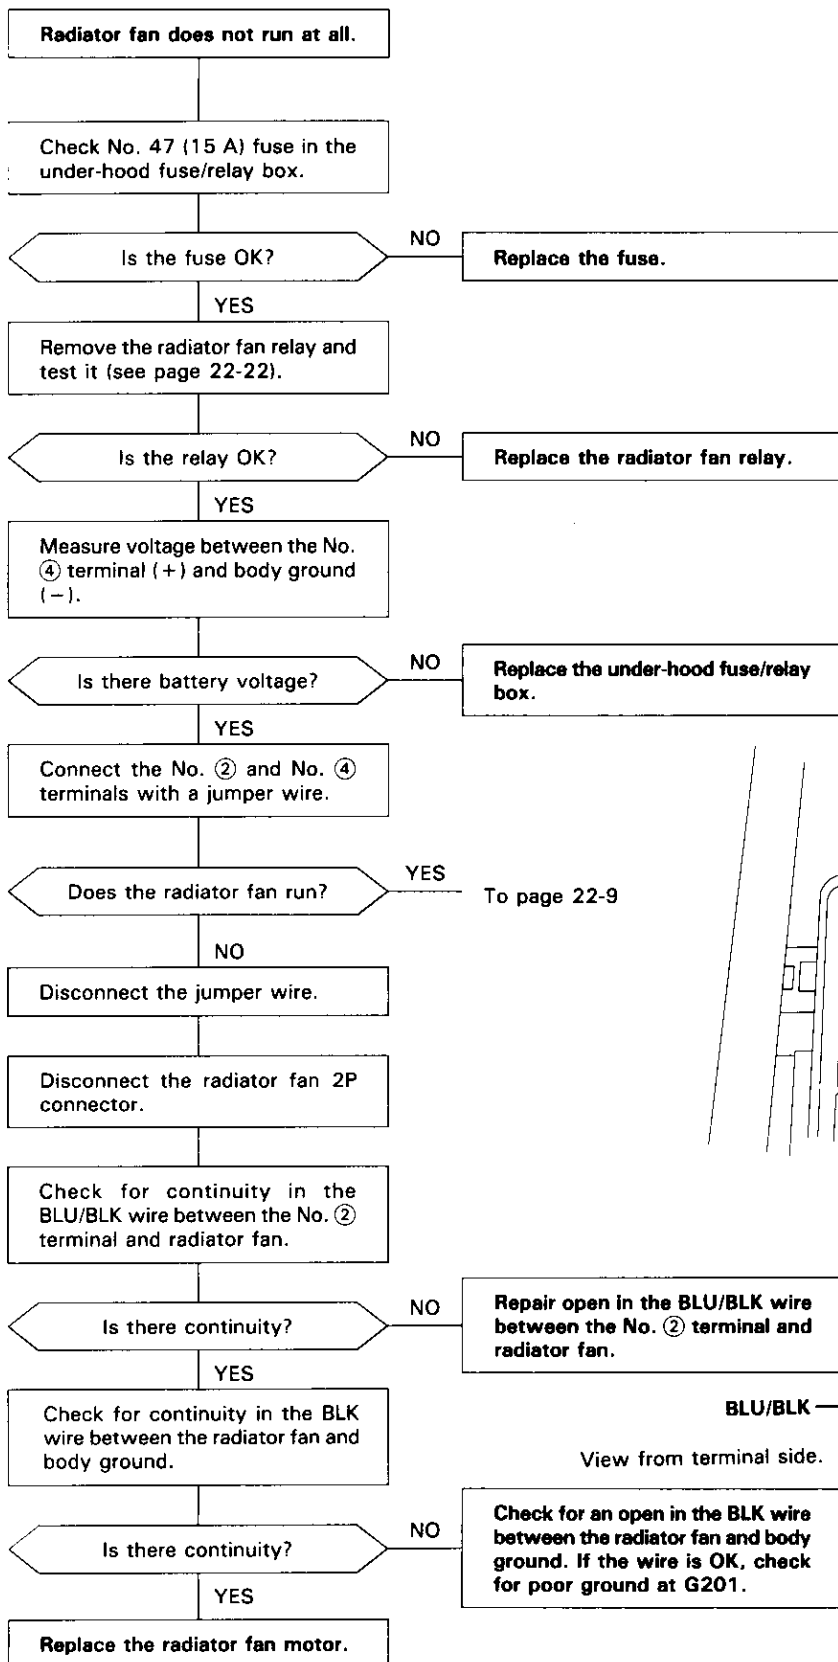 Radiator fan does not run at all.
Check No. 47 (15 A) fuse in the
under-hood fuse/relay box.
Is the fuse OK?
NO
Replace the fuse.
YES
Remove the radiator fan relay and
test it (see page 22-22).
Is the relay OK?
NO
Replace the radiator fan relay.
YES
Measure voltage between the No.
④ terminal (+) and body ground
(−).
Is there battery voltage?
NO
Replace the under-hood fuse/relay
box.
YES
Connect the No. ② and No. ④
terminals with a jumper wire.
Does the radiator fan run?
YES
To page 22-9
NO
Disconnect the jumper wire.
Disconnect the radiator fan 2P
connector.
Check for continuity in the
BLU/BLK wire between the No. ②
terminal and radiator fan.
Is there continuity?
NO
Repair open in the BLU/BLK wire
between the No. ② terminal and
radiator fan.
YES
Check for continuity in the BLK
wire between the radiator fan and
body ground.
BLU/BLK
View from terminal side.
Is there continuity?
NO
Check for an open in the BLK wire
between the radiator fan and body
ground. If the wire is OK, check
for poor ground at G201.
YES
Replace the radiator fan motor.